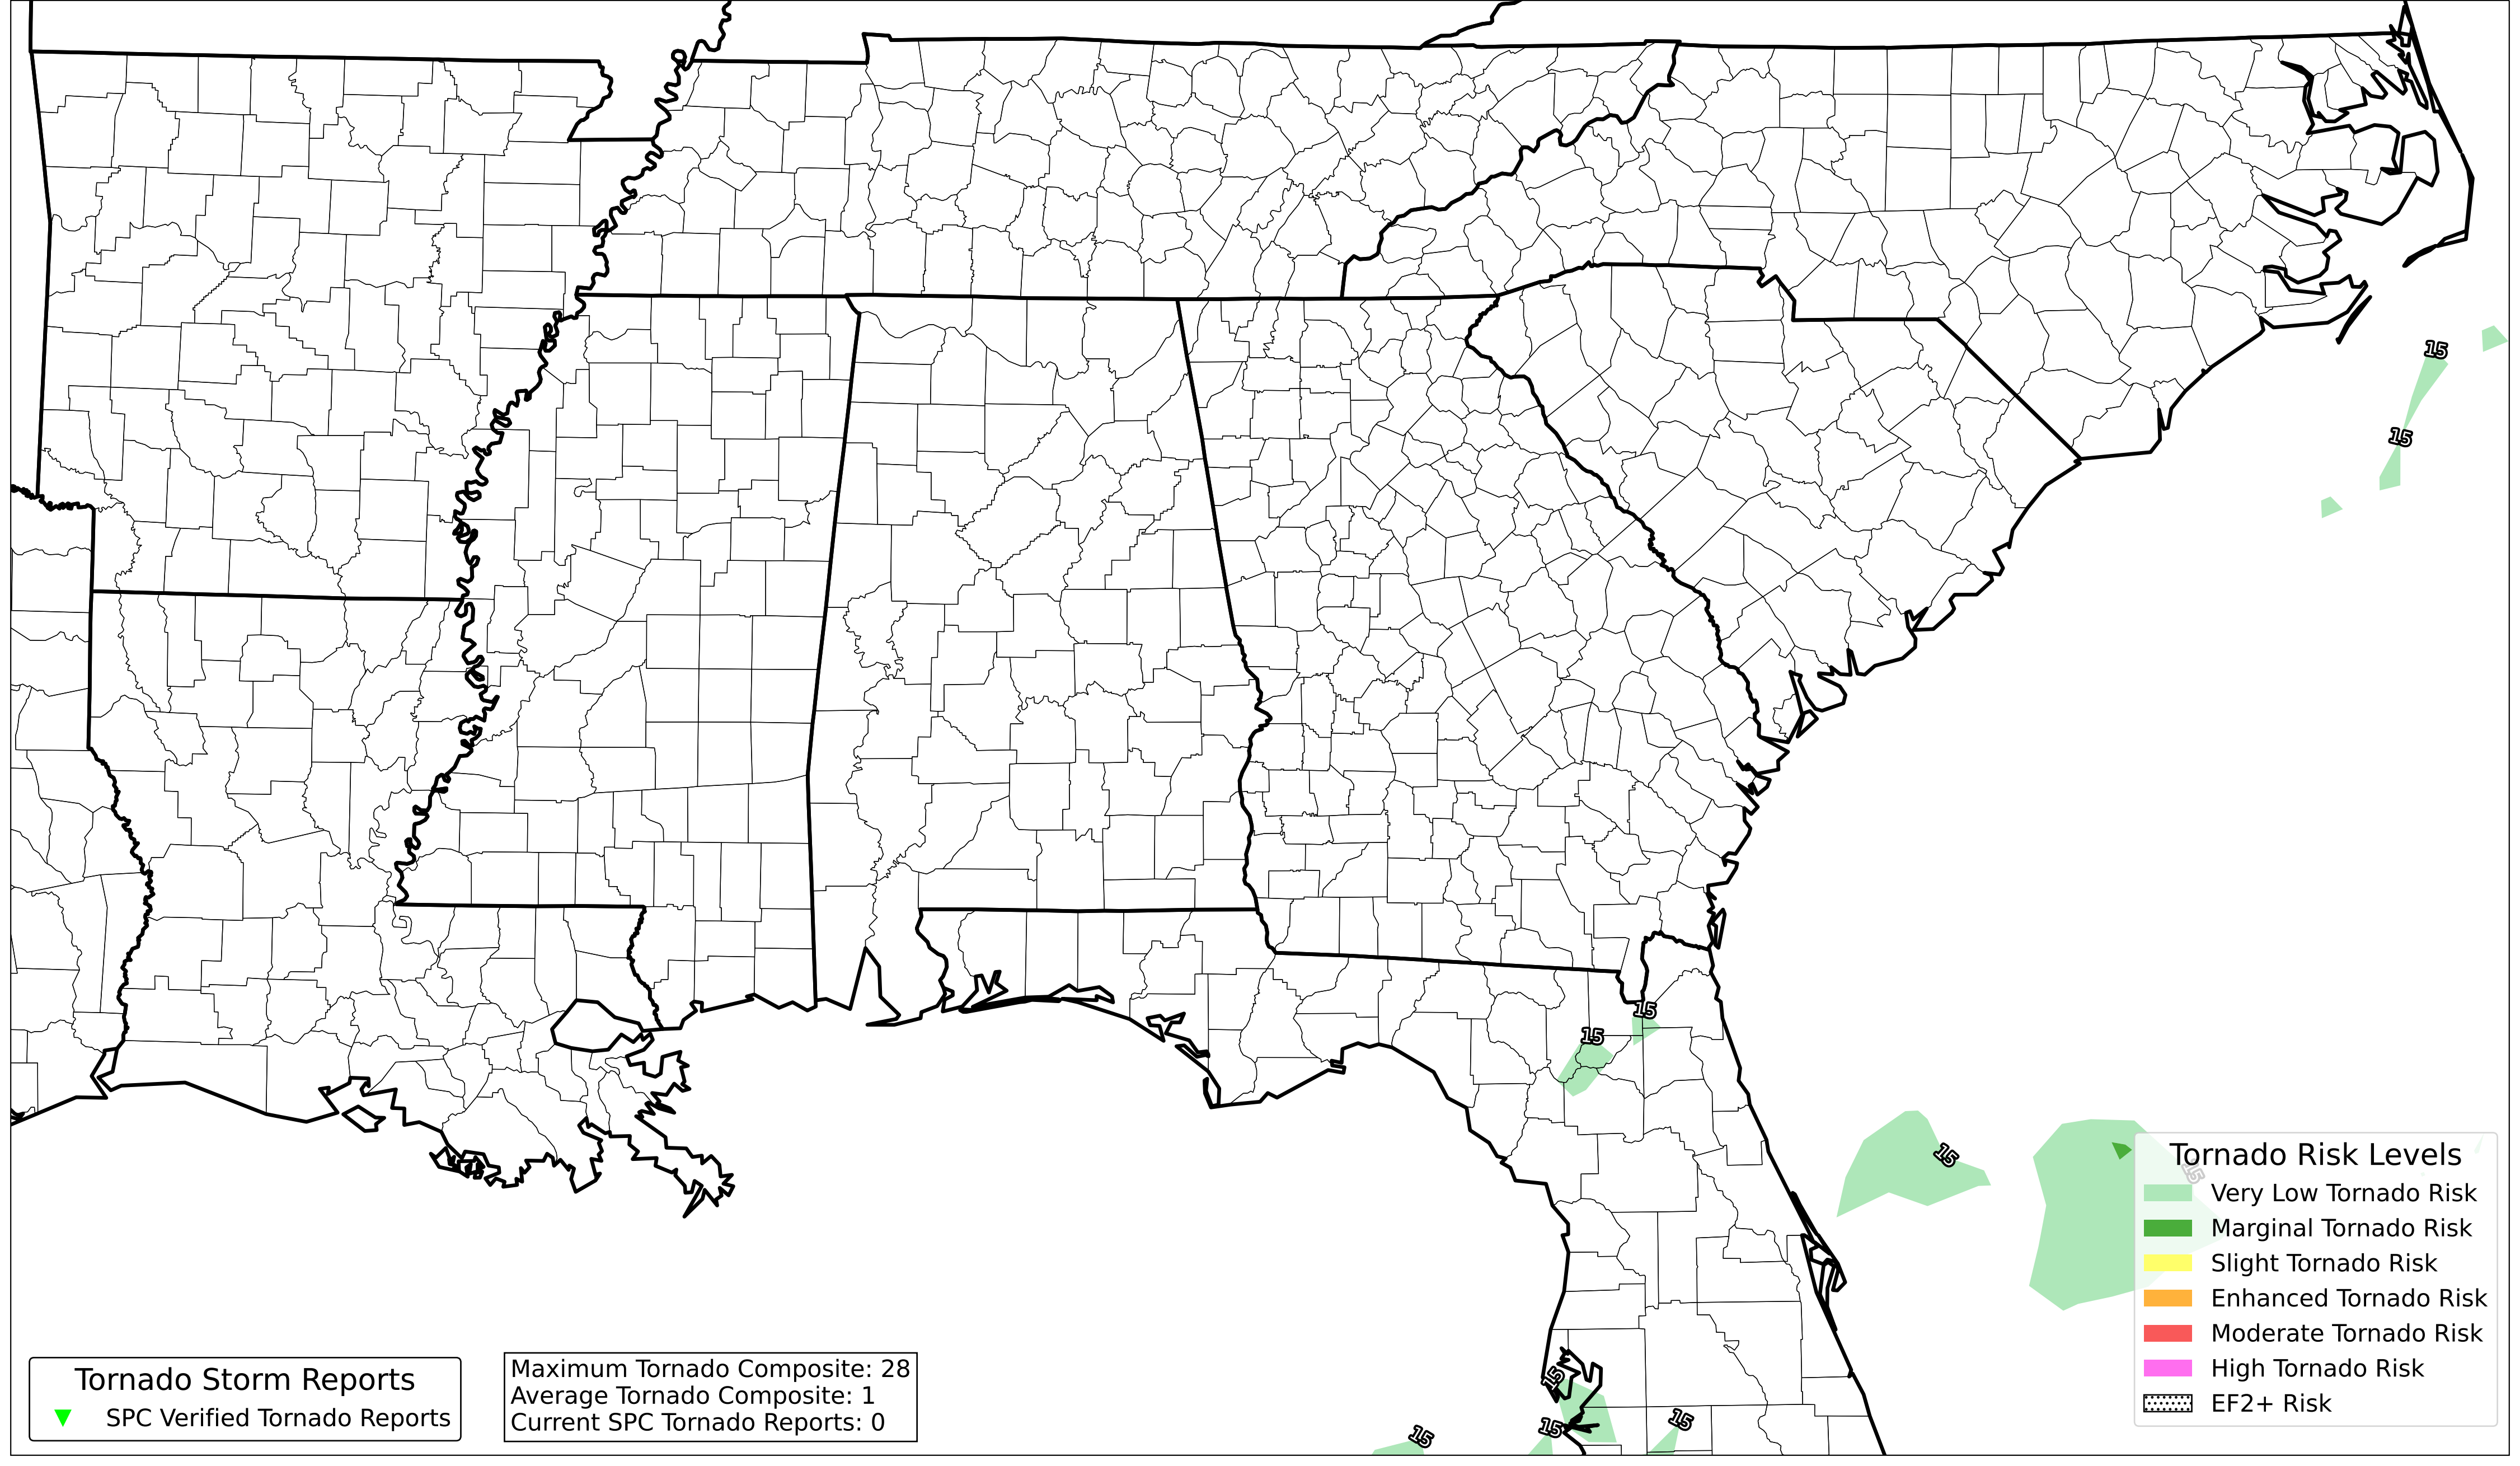 15
15
15
15
15
15
Tornado Risk Levels
Very Low Tornado Risk
Marginal Tornado Risk
Slight Tornado Risk
Enhanced Tornado Risk
Moderate Tornado Risk
High Tornado Risk
EF2+ Risk
Tornado Storm Reports
SPC Verified Tornado Reports
Maximum Tornado Composite: 28
Average Tornado Composite: 1
Current SPC Tornado Reports: 0
15
15
15
15